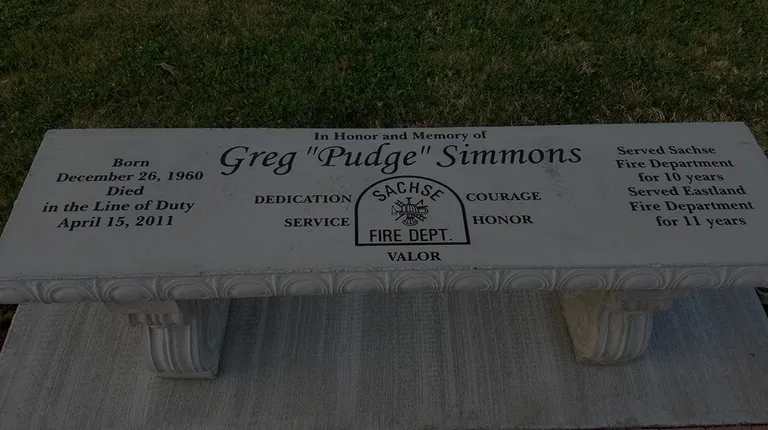 In Honor and Memory of
Greg "Pudge" Simmons
Born
December 26, 1960
Died
in the Line of Duty
April 15, 2011
DEDICATION
SERVICE
SACHSE
FIRE DEPT.
COURAGE
HONOR
VALOR
Served Sachse
Fire Department
for 10 years
Served Eastland
Fire Department
for 11 years